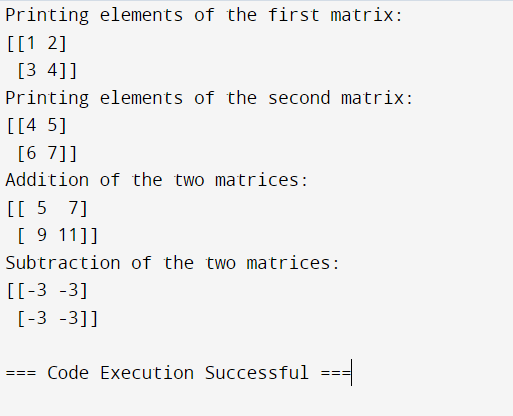 Printing elements of the first matrix:
[[1 2]
 [3 4]]
Printing elements of the second matrix:
[[4 5]
 [6 7]]
Addition of the two matrices:
[[ 5  7]
 [ 9 11]]
Subtraction of the two matrices:
[[-3 -3]
 [-3 -3]]

=== Code Execution Successful ===